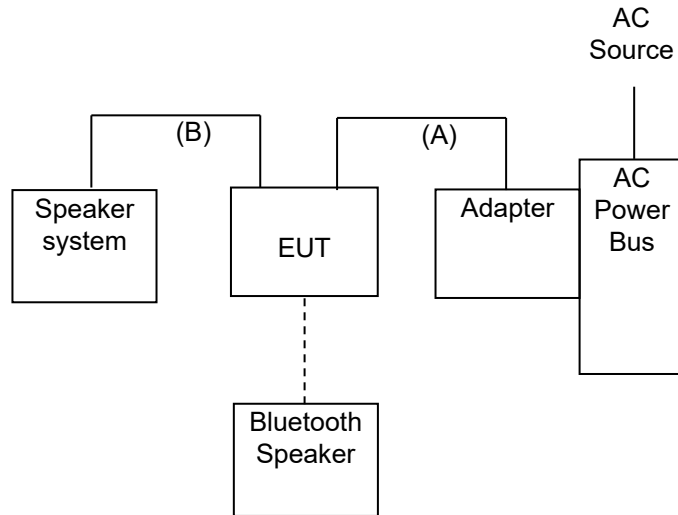 AC
Source
(B)
(A)
Speaker
system
EUT
Adapter
AC
Power
Bus
Bluetooth
Speaker